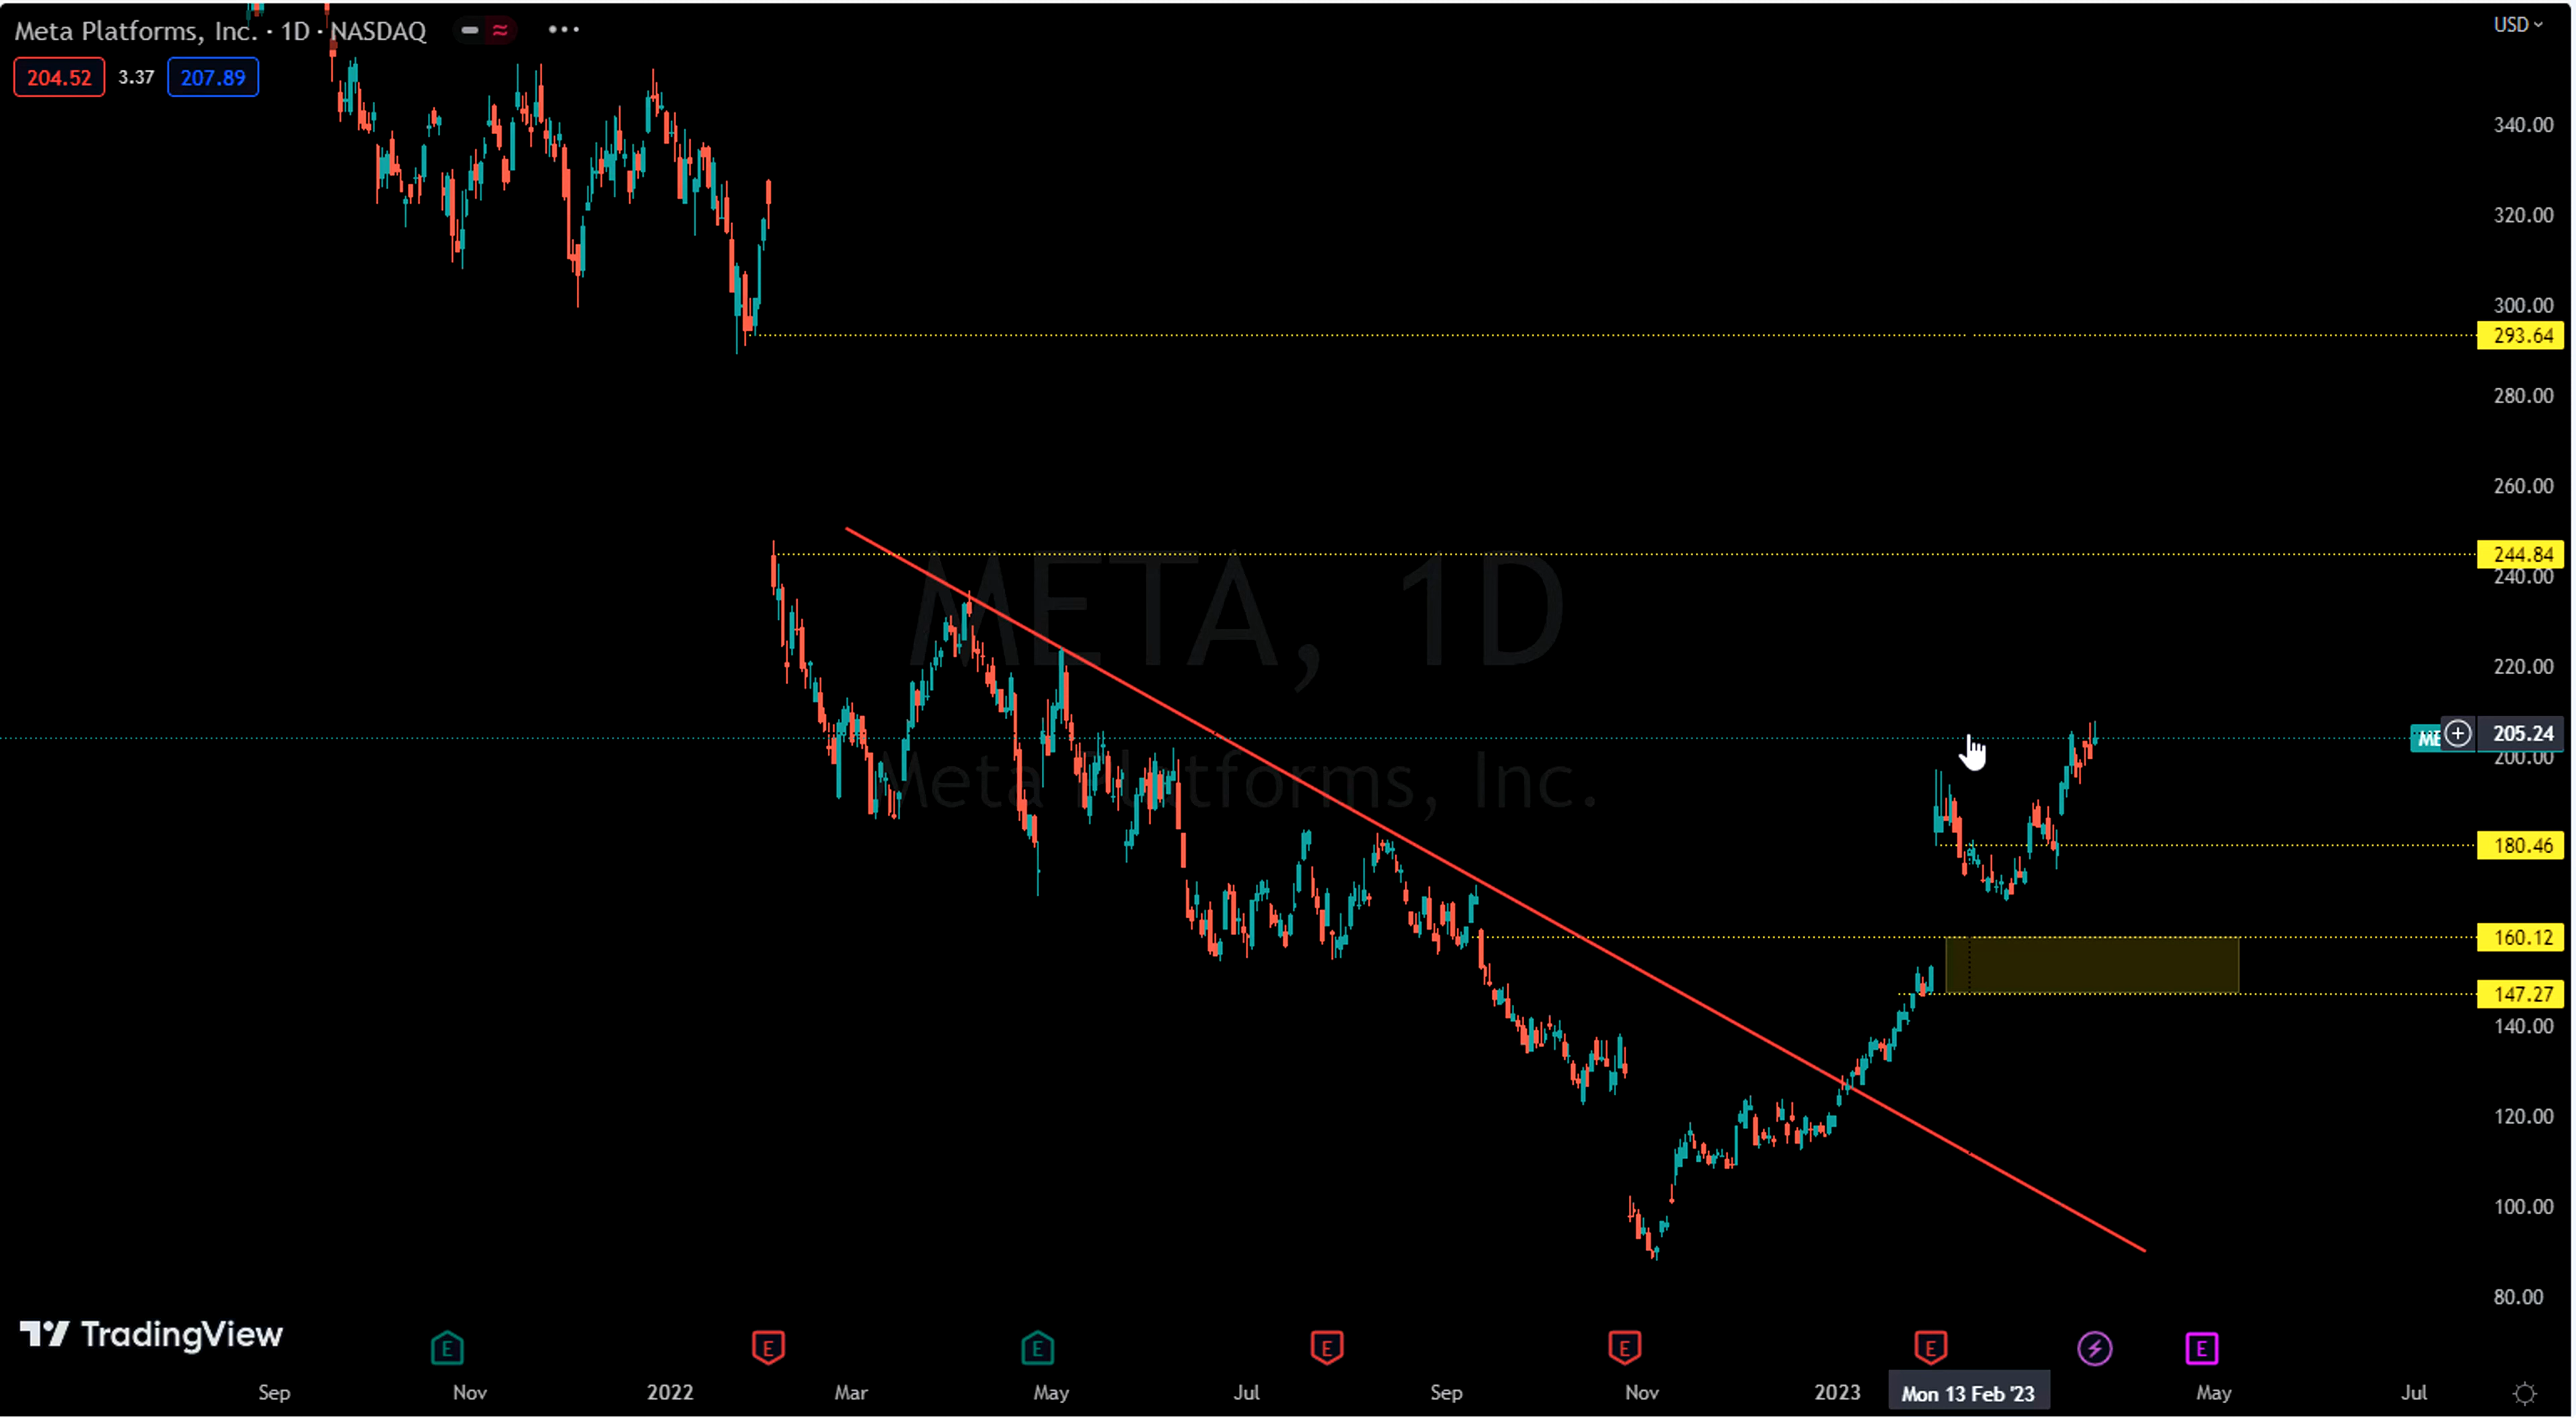 Meta Platforms, Inc. · 1D · NASDAQ
USD
204.52 3.37 207.89
340.00
320.00
300.00
293.64
280.00
260.00
244.84
240.00
META, 1D
220.00
Meta Platforms, Inc.
ME
205.24
200.00
180.46
160.12
147.27
140.00
120.00
100.00
80.00
TradingView
E E E E E E E
Sep Nov 2022 Mar May Jul Sep Nov 2023 Mon 13 Feb '23 May Jul